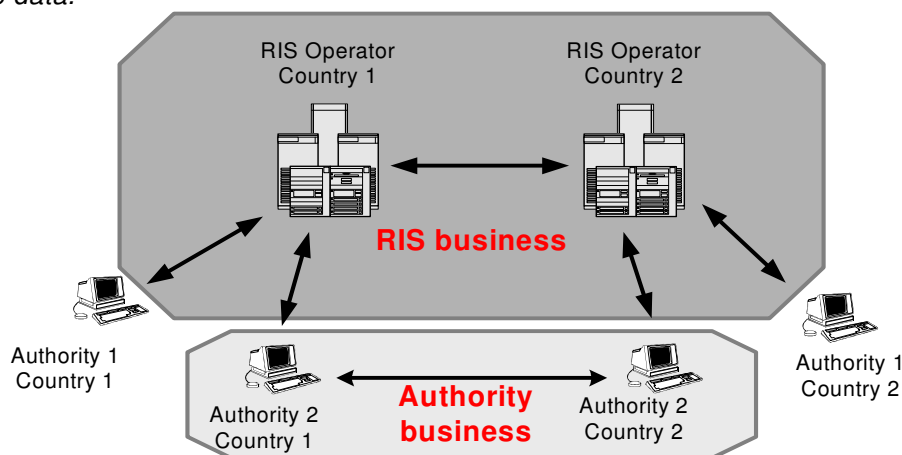 data.
RIS Operator
Country 1
RIS Operator
Country 2
RIS business
Authority 1
Country 1
Authority 1
Country 2
Authority 2
Country 1
Authority
business
Authority 2
Country 2